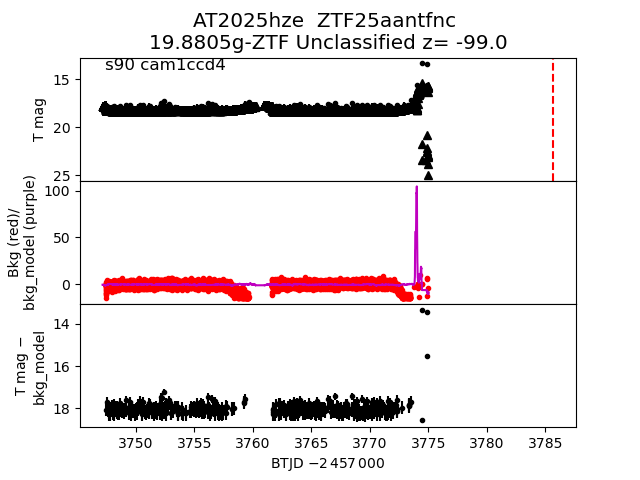 AT2025hze  ZTF25aantfnc
19.8805g-ZTF Unclassified z= -99.0
s90 cam1ccd4
T mag
15
20
25
Bkg (red)/
bkg_model (purple)
100
50
0
T mag −
bkg_model
14
16
18
3750 3755 3760 3765 3770 3775 3780 3785
BTJD −2 457 000